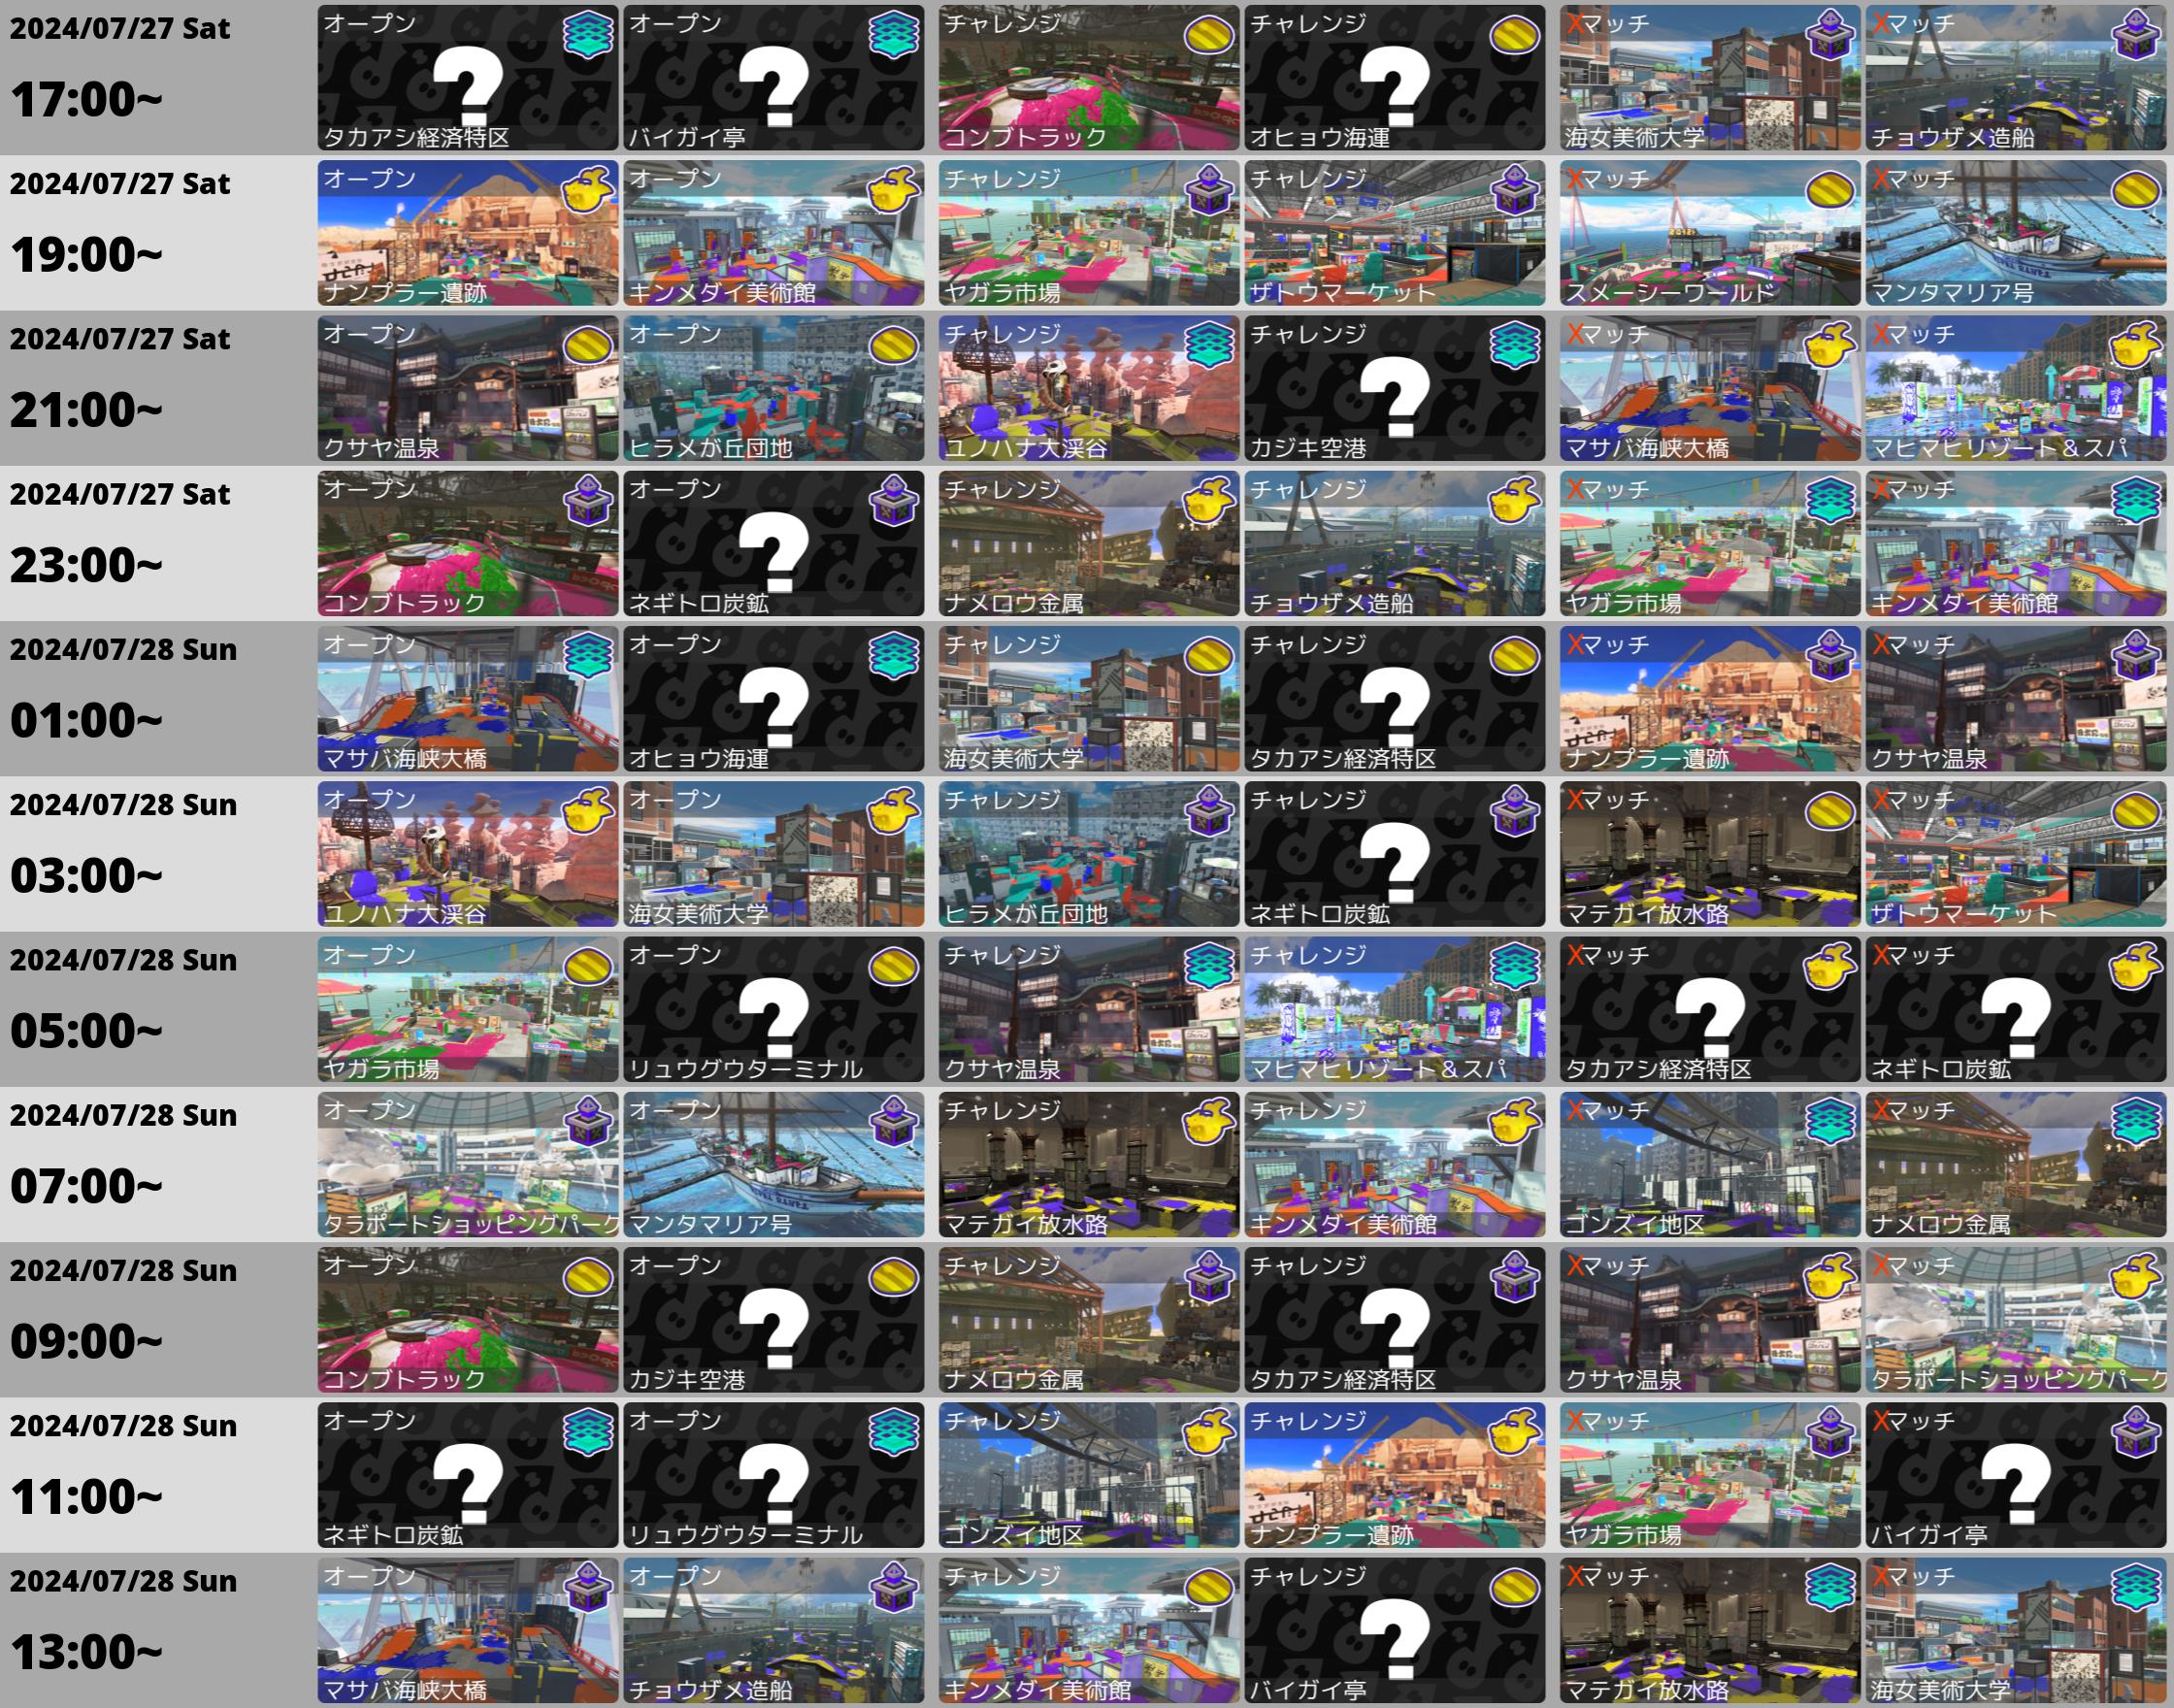 2024/07/27 Sat
17:00~
オープン
タカアシ経済特区
オープン
バイガイ亭
チャレンジ
コンブトラック
チャレンジ
オヒョウ海運
Xマッチ
海女美術大学
Xマッチ
チョウザメ造船
2024/07/27 Sat
19:00~
オープン
ナンプラー遺跡
オープン
キンメダイ美術館
チャレンジ
ヤガラ市場
チャレンジ
ザトウマーケット
Xマッチ
スメーシーワールド
Xマッチ
マンタマリア号
2024/07/27 Sat
21:00~
オープン
クサヤ温泉
オープン
ヒラメが丘団地
チャレンジ
ユノハナ大渓谷
チャレンジ
カジキ空港
Xマッチ
マサバ海峡大橋
Xマッチ
マヒマヒリゾート＆スパ
2024/07/27 Sat
23:00~
オープン
コンブトラック
オープン
ネギトロ炭鉱
チャレンジ
ナメロウ金属
チャレンジ
チョウザメ造船
Xマッチ
ヤガラ市場
Xマッチ
キンメダイ美術館
2024/07/28 Sun
01:00~
オープン
マサバ海峡大橋
オープン
オヒョウ海運
チャレンジ
海女美術大学
チャレンジ
タカアシ経済特区
Xマッチ
ナンプラー遺跡
Xマッチ
クサヤ温泉
2024/07/28 Sun
03:00~
オープン
ユノハナ大渓谷
オープン
海女美術大学
チャレンジ
ヒラメが丘団地
チャレンジ
ネギトロ炭鉱
Xマッチ
マテガイ放水路
Xマッチ
ザトウマーケット
2024/07/28 Sun
05:00~
オープン
ヤガラ市場
オープン
リュウグウターミナル
チャレンジ
クサヤ温泉
チャレンジ
マヒマヒリゾート＆スパ
Xマッチ
タカアシ経済特区
Xマッチ
ネギトロ炭鉱
2024/07/28 Sun
07:00~
オープン
タラポートショッピングパーク
オープン
マンタマリア号
チャレンジ
マテガイ放水路
チャレンジ
キンメダイ美術館
Xマッチ
ゴンズイ地区
Xマッチ
ナメロウ金属
2024/07/28 Sun
09:00~
オープン
コンブトラック
オープン
カジキ空港
チャレンジ
ナメロウ金属
チャレンジ
タカアシ経済特区
Xマッチ
クサヤ温泉
Xマッチ
タラポートショッピングパーク
2024/07/28 Sun
11:00~
オープン
ネギトロ炭鉱
オープン
リュウグウターミナル
チャレンジ
ゴンズイ地区
チャレンジ
ナンプラー遺跡
Xマッチ
ヤガラ市場
Xマッチ
バイガイ亭
2024/07/28 Sun
13:00~
オープン
マサバ海峡大橋
オープン
チョウザメ造船
チャレンジ
キンメダイ美術館
チャレンジ
バイガイ亭
Xマッチ
マテガイ放水路
Xマッチ
海女美術大学